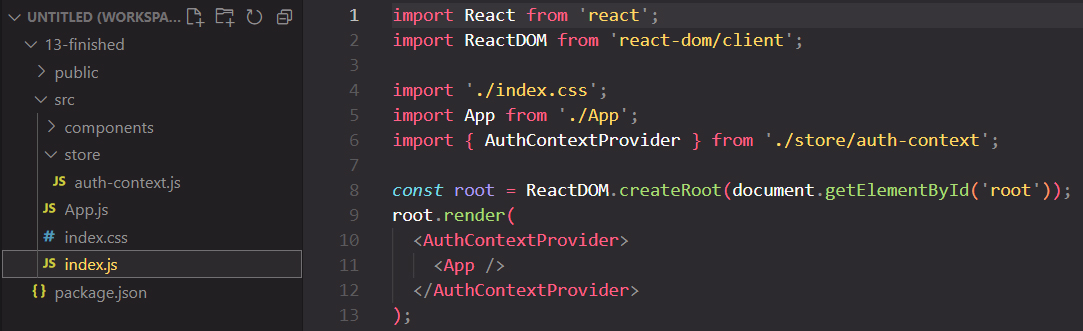 UNTITLED (WORKSPA...
13-finished
public
src
components
store
JS auth-context.js
JS App.js
# index.css
JS index.js
{} package.json
1 import React from 'react';
2 import ReactDOM from 'react-dom/client';
3
4 import './index.css';
5 import App from './App';
6 import { AuthContextProvider } from './store/auth-context';
7
8 const root = ReactDOM.createRoot(document.getElementById('root'));
9 root.render(
10 <AuthContextProvider>
11 <App />
12 </AuthContextProvider>
13 );